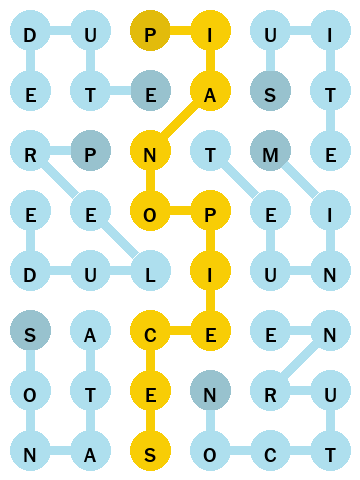 D U P I U I
E T E A S T
R P N T M E
E E O P E I
D U L I U N
S A C E E N
O T E N R U
N A S O C T